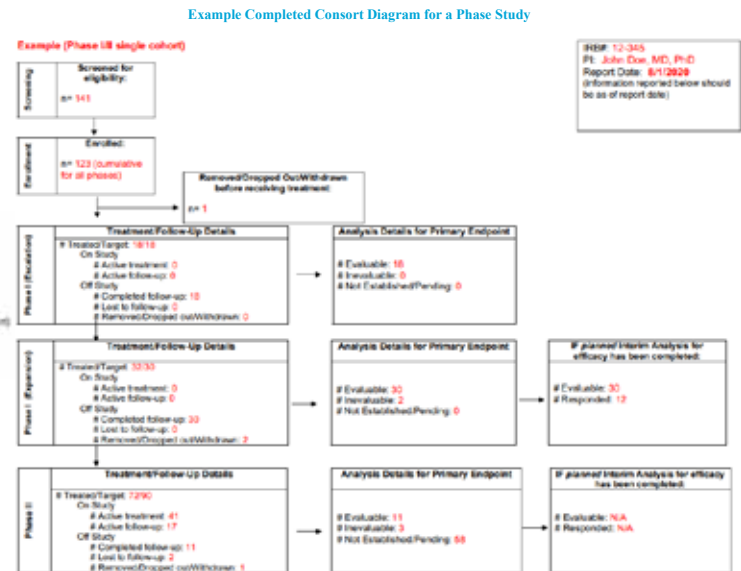 Example Completed Consort Diagram for a Phase Study
Example (Phase I/II single cohort)
IRB#: 12-345
PI: John Doe, MD, PhD
Report Date: 8/1/2020
(information reported below should
be as of report date)
Screening
Screened for
eligibility:
n= 141
Enrollment
Enrolled:
n= 123 (cumulative
for all phases)
Removed/Dropped Out/Withdrawn
before receiving treatment:
n= 1
Phase I (Escalation)
Treatment/Follow-Up Details
# Treated/Target: 18/18
On Study
# Active treatment: 0
# Active follow-up: 0
Off Study
# Completed follow-up: 18
# Lost to follow-up: 0
# Removed/Dropped out/Withdrawn: 0
Analysis Details for Primary Endpoint
# Evaluable: 18
# Inevaluable: 0
# Not Established/Pending: 0
Phase I (Expansion)
Treatment/Follow-Up Details
# Treated/Target: 32/30
On Study
# Active treatment: 0
# Active follow-up: 0
Off Study
# Completed follow-up: 30
# Lost to follow-up: 0
# Removed/Dropped out/Withdrawn: 2
Analysis Details for Primary Endpoint
# Evaluable: 30
# Inevaluable: 2
# Not Established/Pending: 0
IF planned Interim Analysis for
efficacy has been completed:
# Evaluable: 30
# Responded: 12
Phase II
Treatment/Follow-Up Details
# Treated/Target: 72/90
On Study
# Active treatment: 41
# Active follow-up: 17
Off Study
# Completed follow-up: 11
# Lost to follow-up: 2
# Removed/Dropped out/Withdrawn: 1
Analysis Details for Primary Endpoint
# Evaluable: 11
# Inevaluable: 3
# Not Established/Pending: 58
IF planned Interim Analysis for efficacy
has been completed:
# Evaluable: N/A
# Responded: N/A